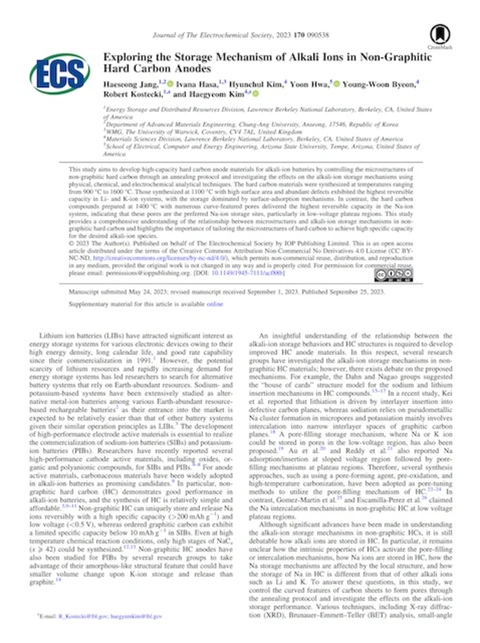 Journal of The Electrochemical Society, 2023 170 090538
CrossMark
ECS
Exploring the Storage Mechanism of Alkali Ions in Non-Graphitic
Hard Carbon Anodes
Haeseong Jang,1,2 Ivana Hasa,1,3 Hyunchul Kim,4 Yoon Hwa,5 Young-Woon Byeon,4
Robert Kostecki,1,z and Haegyeom Kim4,z
1Energy Storage and Distributed Resources Division, Lawrence Berkeley National Laboratory, Berkeley, CA, United States
of America
2Department of Advanced Materials Engineering, Chung-Ang University, Anseong, 17546, Republic of Korea
3WMG, The University of Warwick, Coventry, CV4 7AL, United Kingdom
4Materials Sciences Division, Lawrence Berkeley National Laboratory, Berkeley, CA, United States of America
5School of Electrical, Computer and Energy Engineering, Arizona State University, Tempe, Arizona, United States of
America
This study aims to develop high-capacity hard carbon anode materials for alkali-ion batteries by controlling the microstructures of
non-graphitic hard carbon through an annealing protocol and investigating the effects on the alkali-ion storage mechanisms using
physical, chemical, and electrochemical analytical techniques. The hard carbon materials were synthesized at temperatures ranging
from 900 °C to 1600 °C. Those synthesized at 1100 °C with high surface area and abundant defects exhibited the highest reversible
capacity in Li- and K-ion systems, with the storage dominated by surface-adsorption mechanisms. In contrast, the hard carbon
compounds prepared at 1400 °C with numerous curve-featured pores delivered the highest reversible capacity in the Na-ion
system, indicating that these pores are the preferred Na-ion storage sites, particularly in low-voltage plateau regions. This study
provides a comprehensive understanding of the relationship between microstructures and alkali-ion storage mechanisms in non-
graphitic hard carbon and highlights the importance of tailoring the microstructures of hard carbon to achieve high specific capacity
for the desired alkali-ion species.
© 2023 The Author(s). Published on behalf of The Electrochemical Society by IOP Publishing Limited. This is an open access
article distributed under the terms of the Creative Commons Attribution Non-Commercial No Derivatives 4.0 License (CC BY-
NC-ND, http://creativecommons.org/licenses/by-nc-nd/4.0/), which permits non-commercial reuse, distribution, and reproduction
in any medium, provided the original work is not changed in any way and is properly cited. For permission for commercial reuse,
please email: permissions@ioppublishing.org. [DOI: 10.1149/1945-7111/]
Manuscript submitted May 24, 2023; revised manuscript received September 1, 2023. Published September 25, 2023.
Supplementary material for this article is available online
Lithium ion batteries (LIBs) have attracted significant interest as
energy storage systems for various electronic devices owing to their
high energy density, long calendar life, and good rate capability
since their commercialization in 1991.1 However, the potential
scarcity of lithium resources and rapidly increasing demand for
energy storage systems has led researchers to search for alternative
battery systems that rely on Earth-abundant resources. Sodium- and
potassium-based systems have been extensively studied as alter-
native metal-ion batteries among various Earth-abundant resource-
based rechargeable batteries2 as their entrance into the market is
expected to be relatively easier than that of other battery systems
given their similar operation principles as LIBs.3 The development
of high-performance electrode active materials is essential to realize
the commercialization of sodium-ion batteries (SIBs) and potassium-
ion batteries (PIBs). Researchers have recently reported several
high-performance cathode active materials, including oxides, or-
ganic and polyanionic compounds, for SIBs and PIBs.4–8 For anode
active materials, carbonaceous materials have been widely adopted
in alkali-ion batteries as promising candidates.9 In particular, non-
graphitic hard carbon (HC) demonstrates good performance in
alkali-ion batteries, and the synthesis of HC is relatively simple and
affordable.3,9–11 Non-graphitic HC can uniquely store and release Na
ions reversibly with a high specific capacity (>200 mAh g−1) and
low voltage (<0.5 V), whereas ordered graphitic carbon can exhibit
a limited specific capacity below 10 mAh g−1 in SIBs. Even at high
temperature chemical reaction conditions, only high stages of NaCx
(x ⩾ 42) could be synthesized.12,13 Non-graphitic HC anodes have
also been studied for PIBs by several research groups to take
advantage of their amorphous-like structural feature that could have
smaller volume change upon K-ion storage and release than
graphite.14
An insightful understanding of the relationship between the
alkali-ion storage behaviors and HC structures is required to develop
improved HC anode materials. In this respect, several research
groups have investigated the alkali-ion storage mechanisms in non-
graphitic HC materials; however, there exists debate on the proposed
mechanisms. For example, the Dahn and Nagao groups suggested
the "house of cards" structure model for the sodium and lithium
insertion mechanisms in HC compounds.15–17 In a recent study, Kei
et al. reported that lithiation is driven by interlayer insertion into
defective carbon planes, whereas sodiation relies on pseudometallic
Na cluster formation in micropores and potassiation mainly involves
intercalation into narrow interlayer spaces of graphitic carbon
planes.18 A pore-filling storage mechanism, where Na or K ion
could be stored in pores in the low-voltage region, has also been
proposed.19 Au et al.20 and Reddy et al.21 also reported Na
adsorption/insertion at sloped voltage region followed by pore-
filling mechanisms at plateau regions. Therefore, several synthesis
approaches, such as using a pore-forming agent, pre-oxidation, and
high-temperature carbonization, have been adopted as pore-tuning
methods to utilize the pore-filling mechanism of HC.22–24 In
contrast, Gomez-Martin et al.25 and Escamilla-Perez et al.26 claimed
the Na intercalation mechanisms in non-graphitic HC at low voltage
plateau regions.
Although significant advances have been made in understanding
the alkali-ion storage mechanisms in non-graphitic HCs, it is still
debatable how alkali ions are stored in HC. In particular, it remains
unclear how the intrinsic properties of HCs activate the pore-filling
or intercalation mechanisms, how Na ions are stored in HC, how the
Na storage mechanisms are affected by the local structure, and how
the storage of Na in HC is different from that of other alkali ions
such as Li and K. To answer these questions, in this study, we
control the curved features of carbon sheets to form pores through
the annealing protocol and investigate the effects on the alkali-ion
storage performance. Various techniques, including X-ray diffrac-
tion (XRD), Brunauer–Emmett–Teller (BET) analysis, small-angle
zE-mail: R_Kostecki@lbl.gov; haegyumkim@lbl.gov